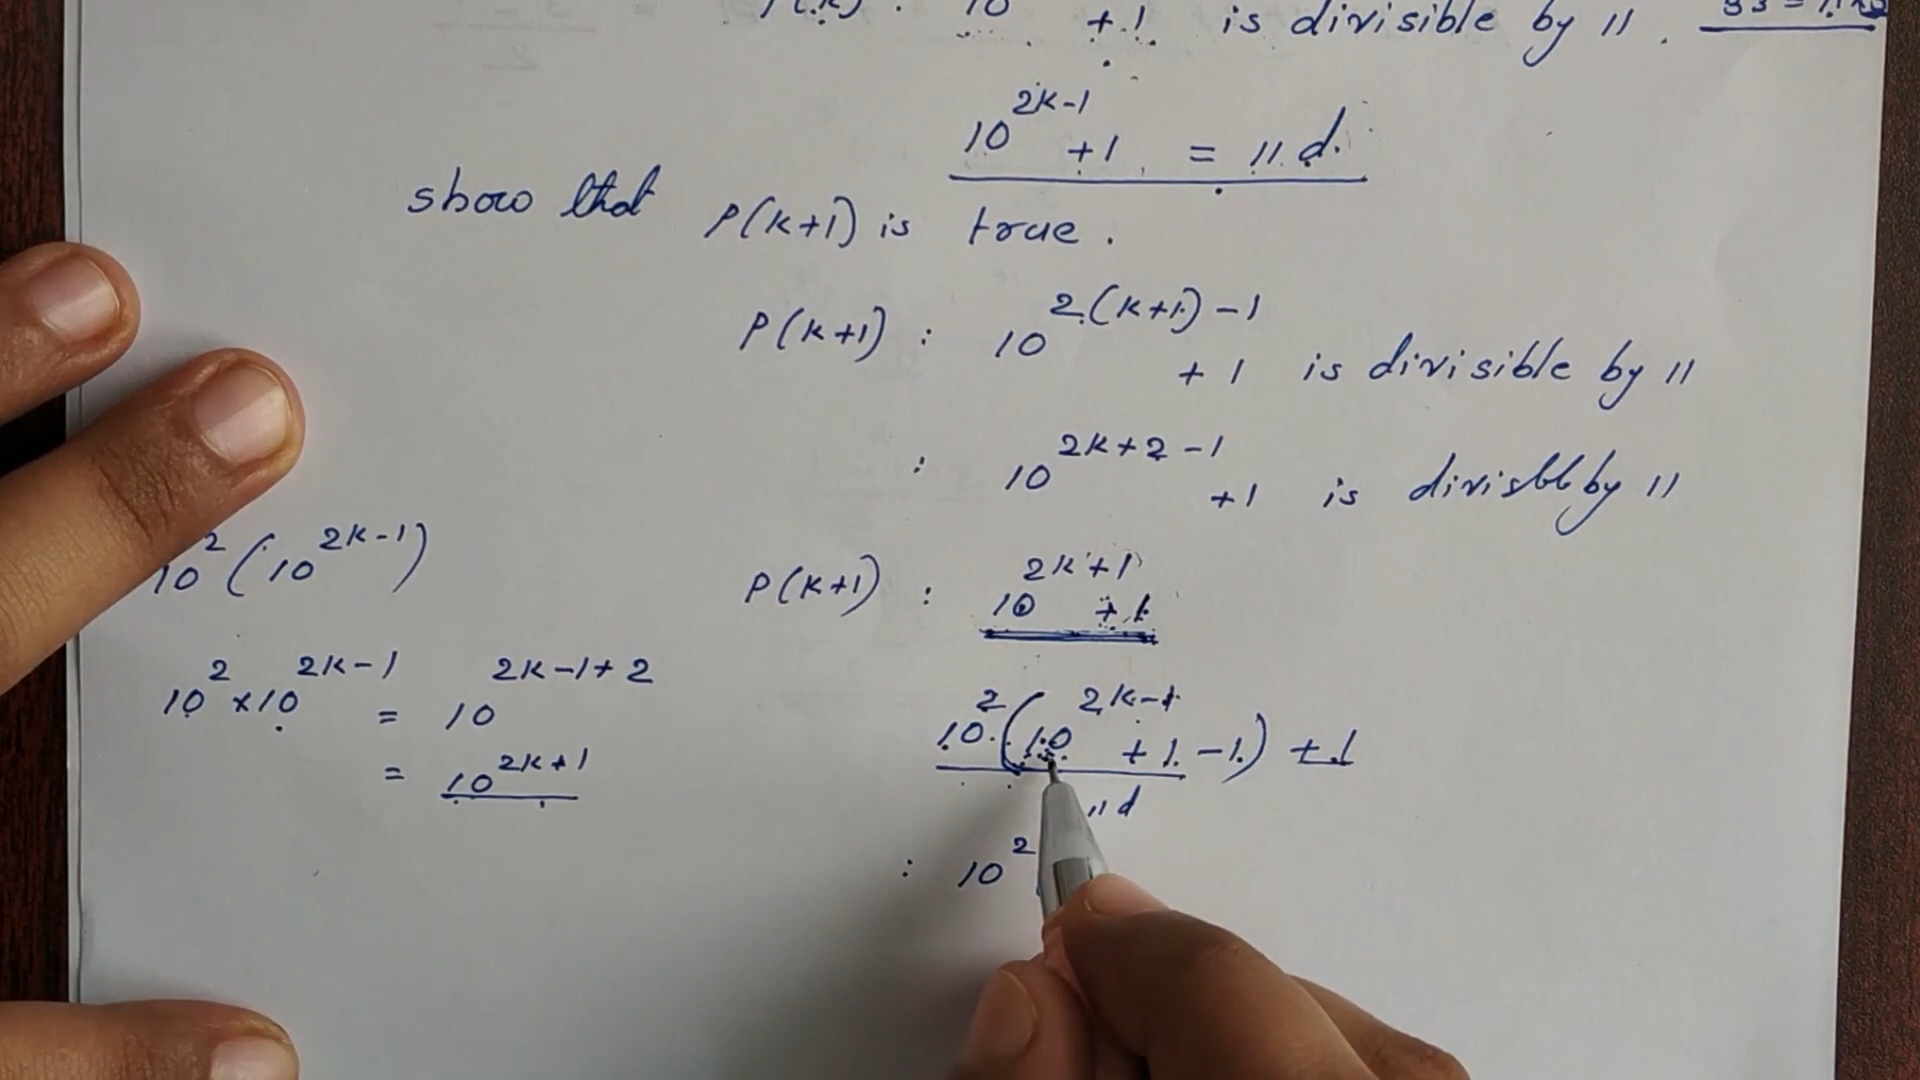 P(k) : 10 + 1 is divisible by 11 .
10^{2k-1} + 1 = 11d.
show that P(k+1) is true .
P(k+1) : 10^{2(k+1)-1} + 1 is divisible by 11
: 10^{2k+2-1} + 1 is divisble by 11
10^2 (10^{2k-1})
P(k+1) : 10^{2k+1} + 1
10^2 × 10^{2k-1} = 10^{2k-1+2}
= 10^{2k+1}
10^2 (10^{2k-1} + 1 - 1) + 1
11d
: 10^2